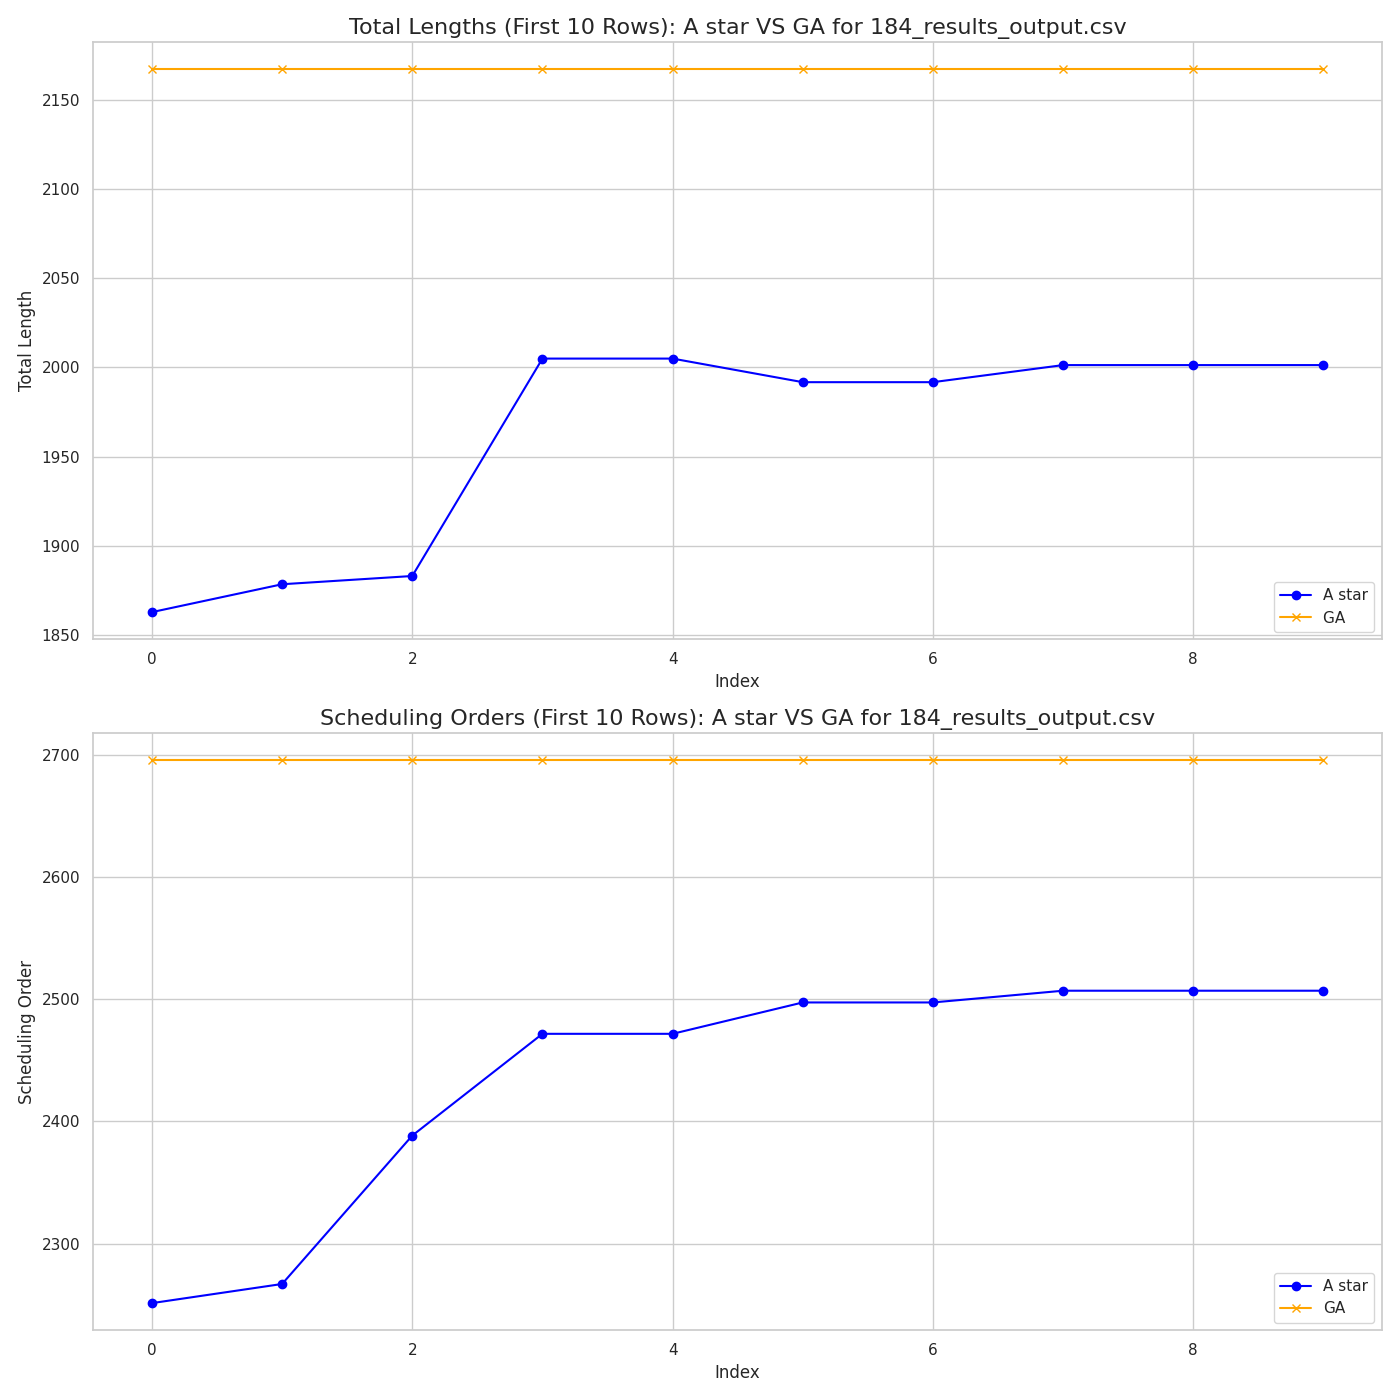 Total Lengths (First 10 Rows): A star VS GA for 184_results_output.csv
2150
2100
2050
2000
1950
1900
1850
Total Length
0 2 4 6 8
Index
A star
GA
Scheduling Orders (First 10 Rows): A star VS GA for 184_results_output.csv
2700
2600
2500
2400
2300
Scheduling Order
0 2 4 6 8
Index
A star
GA